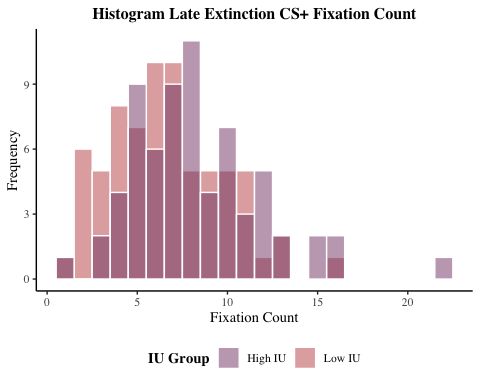 Histogram Late Extinction CS+ Fixation Count
Frequency
9
6
3
0
0 5 10 15 20
Fixation Count
IU Group High IU Low IU